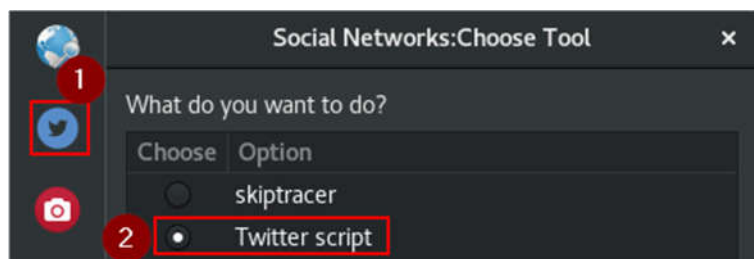 Social Networks:Choose Tool ×
1
What do you want to do?
Choose Option
skiptracer
2 Twitter script